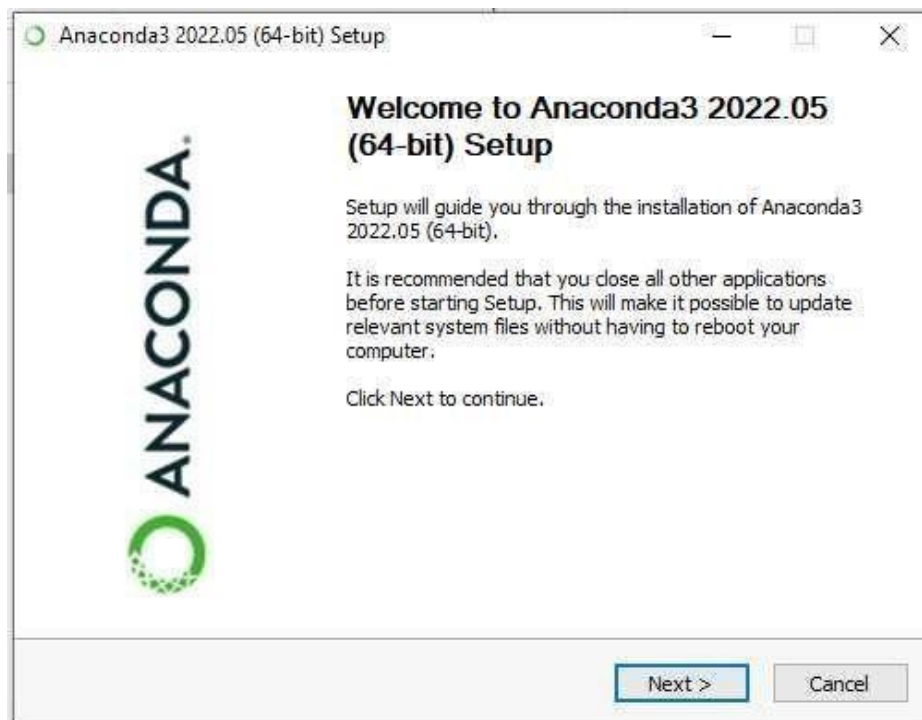 Anaconda3 2022.05 (64-bit) Setup
Welcome to Anaconda3 2022.05
(64-bit) Setup
Setup will guide you through the installation of Anaconda3
2022.05 (64-bit).
It is recommended that you close all other applications
before starting Setup. This will make it possible to update
relevant system files without having to reboot your
computer.
Click Next to continue.
ANACONDA.
Next >
Cancel